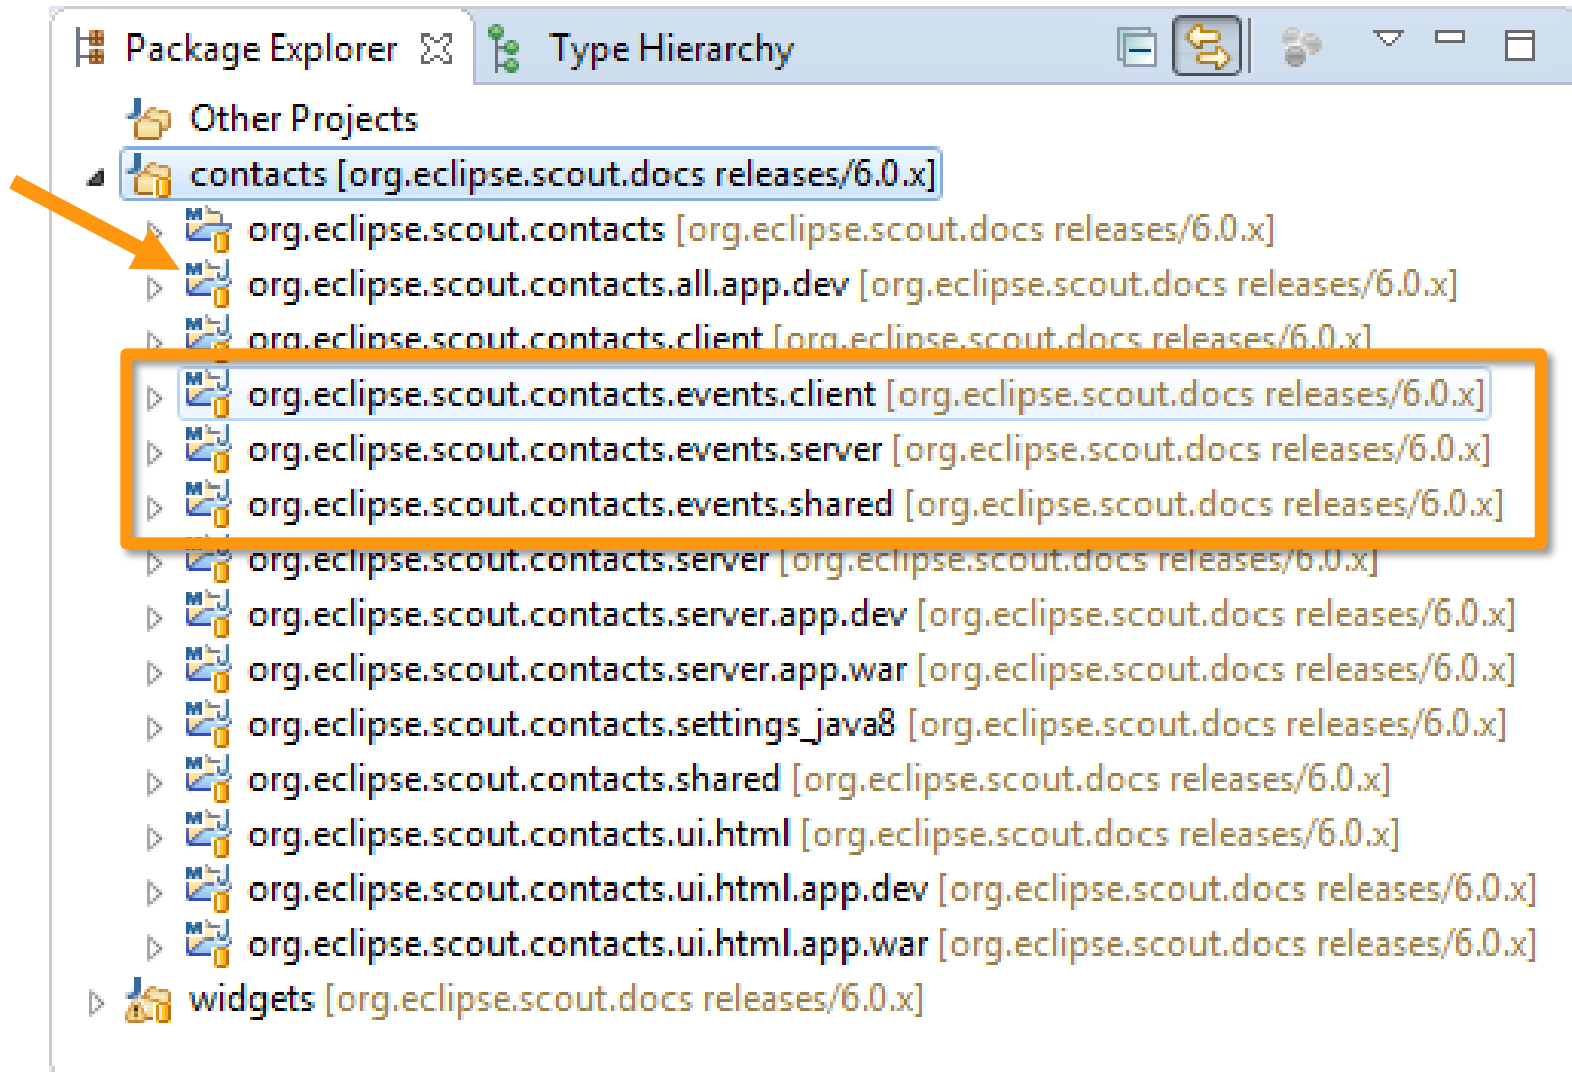 Package Explorer Type Hierarchy
Other Projects
contacts [org.eclipse.scout.docs releases/6.0.x]
org.eclipse.scout.contacts [org.eclipse.scout.docs releases/6.0.x]
org.eclipse.scout.contacts.all.app.dev [org.eclipse.scout.docs releases/6.0.x]
org.eclipse.scout.contacts.client [org.eclipse.scout.docs releases/6.0.x]
org.eclipse.scout.contacts.events.client [org.eclipse.scout.docs releases/6.0.x]
org.eclipse.scout.contacts.events.server [org.eclipse.scout.docs releases/6.0.x]
org.eclipse.scout.contacts.events.shared [org.eclipse.scout.docs releases/6.0.x]
org.eclipse.scout.contacts.server [org.eclipse.scout.docs releases/6.0.x]
org.eclipse.scout.contacts.server.app.dev [org.eclipse.scout.docs releases/6.0.x]
org.eclipse.scout.contacts.server.app.war [org.eclipse.scout.docs releases/6.0.x]
org.eclipse.scout.contacts.settings_java8 [org.eclipse.scout.docs releases/6.0.x]
org.eclipse.scout.contacts.shared [org.eclipse.scout.docs releases/6.0.x]
org.eclipse.scout.contacts.ui.html [org.eclipse.scout.docs releases/6.0.x]
org.eclipse.scout.contacts.ui.html.app.dev [org.eclipse.scout.docs releases/6.0.x]
org.eclipse.scout.contacts.ui.html.app.war [org.eclipse.scout.docs releases/6.0.x]
widgets [org.eclipse.scout.docs releases/6.0.x]